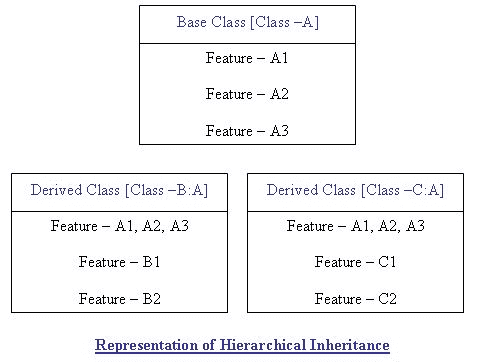 Base Class [Class –A]
Feature – A1
Feature – A2
Feature – A3
Derived Class [Class –B:A]
Feature – A1, A2, A3
Feature – B1
Feature – B2
Derived Class [Class –C:A]
Feature – A1, A2, A3
Feature – C1
Feature – C2
Representation of Hierarchical Inheritance